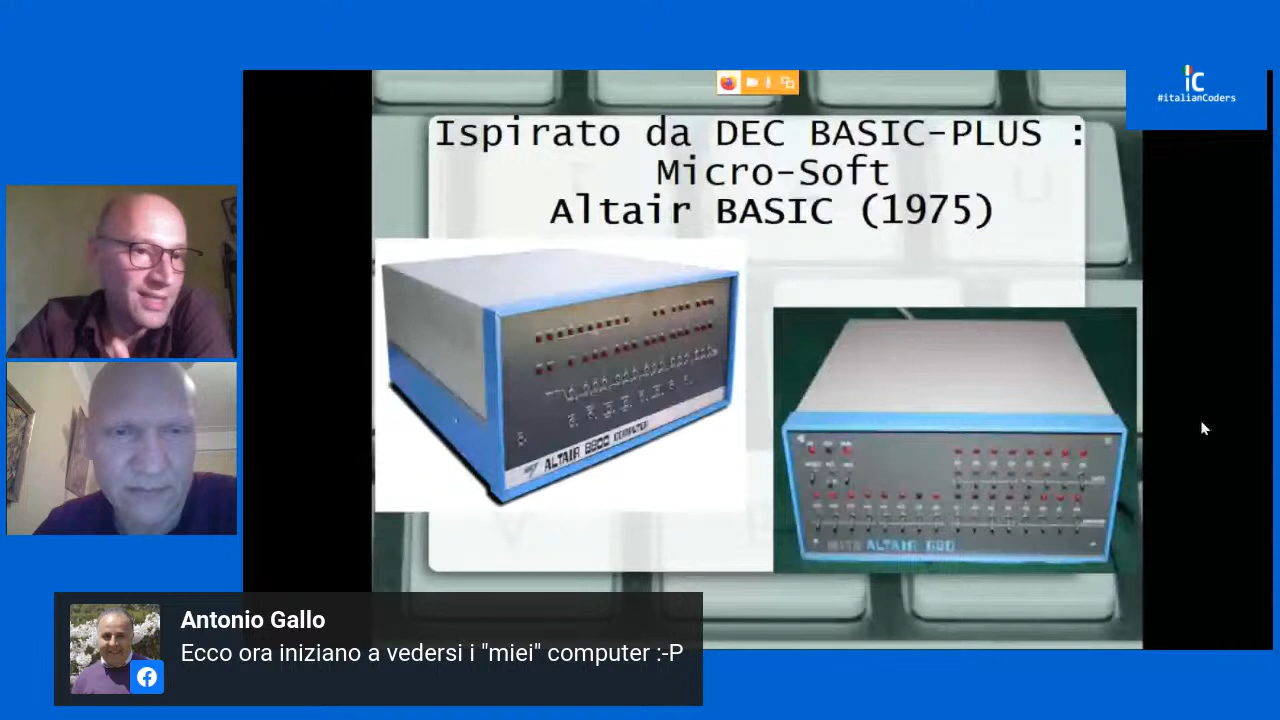 iC
#italianCoders
Ispirato da DEC BASIC-PLUS :
Micro-Soft
Altair BASIC (1975)
ALTAIR 8800 COMPUTER
MITS ALTAIR 680
Antonio Gallo
Ecco ora iniziano a vedersi i "miei" computer :-P